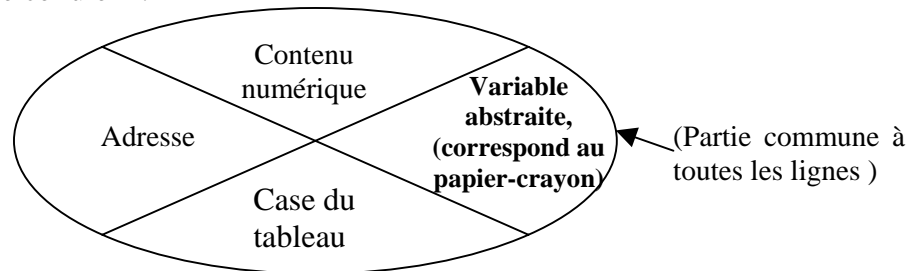 Contenu
numérique
Variable
abstraite,
(correspond au
papier-crayon)
Adresse
(Partie commune à
toutes les lignes )
Case du
tableau